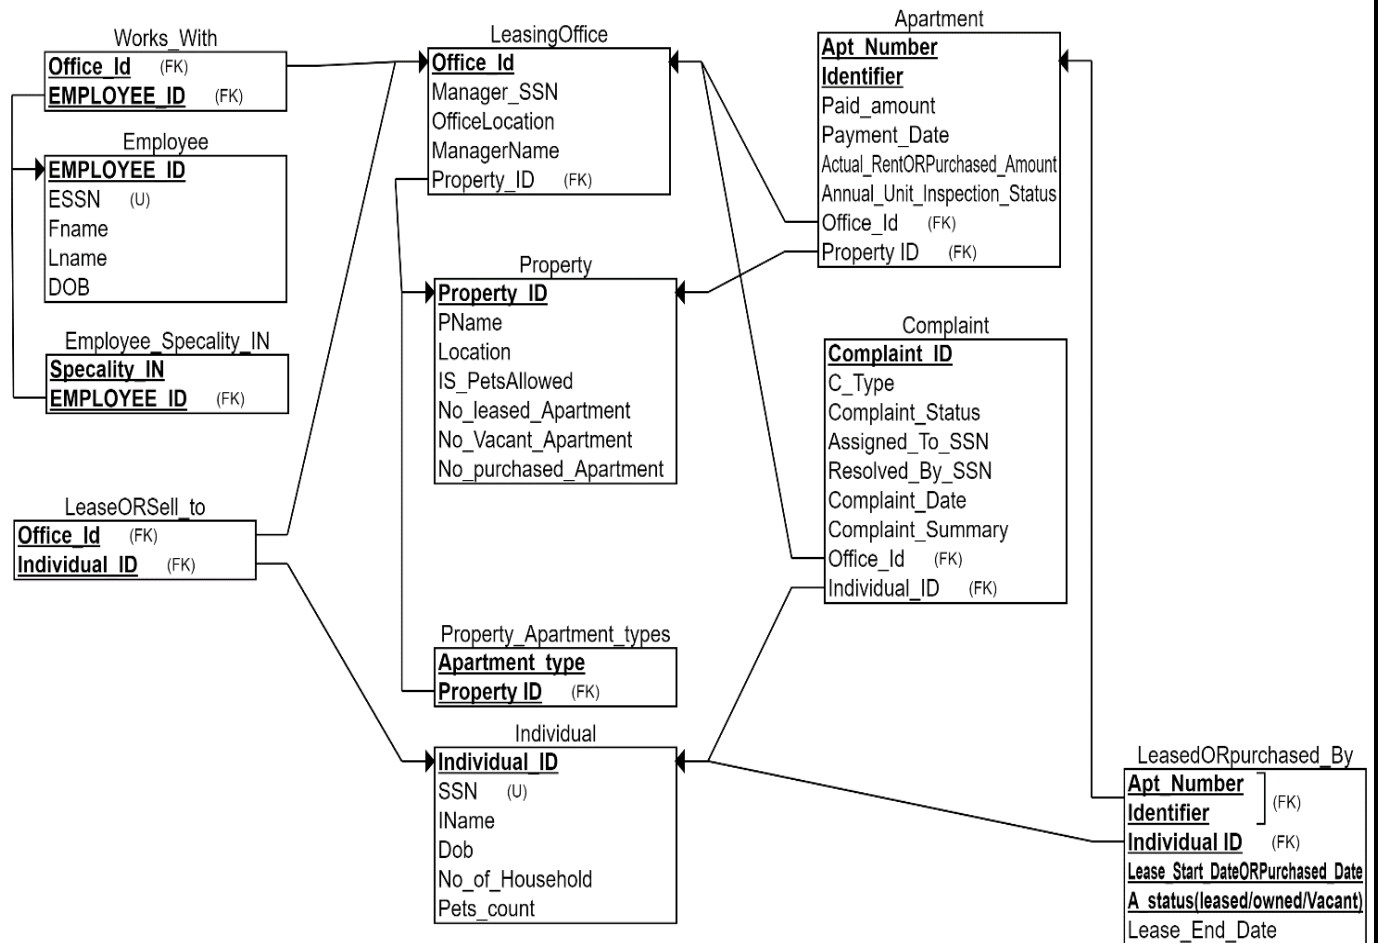 Works_With
Office_Id (FK)
EMPLOYEE_ID (FK)
Employee
EMPLOYEE_ID
ESSN (U)
Fname
Lname
DOB
Employee_Specality_IN
Specality_IN
EMPLOYEE_ID (FK)
LeaseORSell_to
Office_Id (FK)
Individual_ID (FK)
LeasingOffice
Office_Id
Manager_SSN
OfficeLocation
ManagerName
Property_ID (FK)
Property
Property_ID
PName
Location
IS_PetsAllowed
No_leased_Apartment
No_Vacant_Apartment
No_purchased_Apartment
Property_Apartment_types
Apartment_type
Property ID (FK)
Individual
Individual_ID
SSN (U)
IName
Dob
No_of_Household
Pets_count
Apartment
Apt_Number
Identifier
Paid_amount
Payment_Date
Actual_RentORPurchased_Amount
Annual_Unit_Inspection_Status
Office_Id (FK)
Property ID (FK)
Complaint
Complaint_ID
C_Type
Complaint_Status
Assigned_To_SSN
Resolved_By_SSN
Complaint_Date
Complaint_Summary
Office_Id (FK)
Individual_ID (FK)
LeasedORpurchased_By
Apt_Number
Identifier (FK)
Individual ID (FK)
Lease_Start_DateORPurchased_Date
A_status(leased/owned/Vacant)
Lease_End_Date